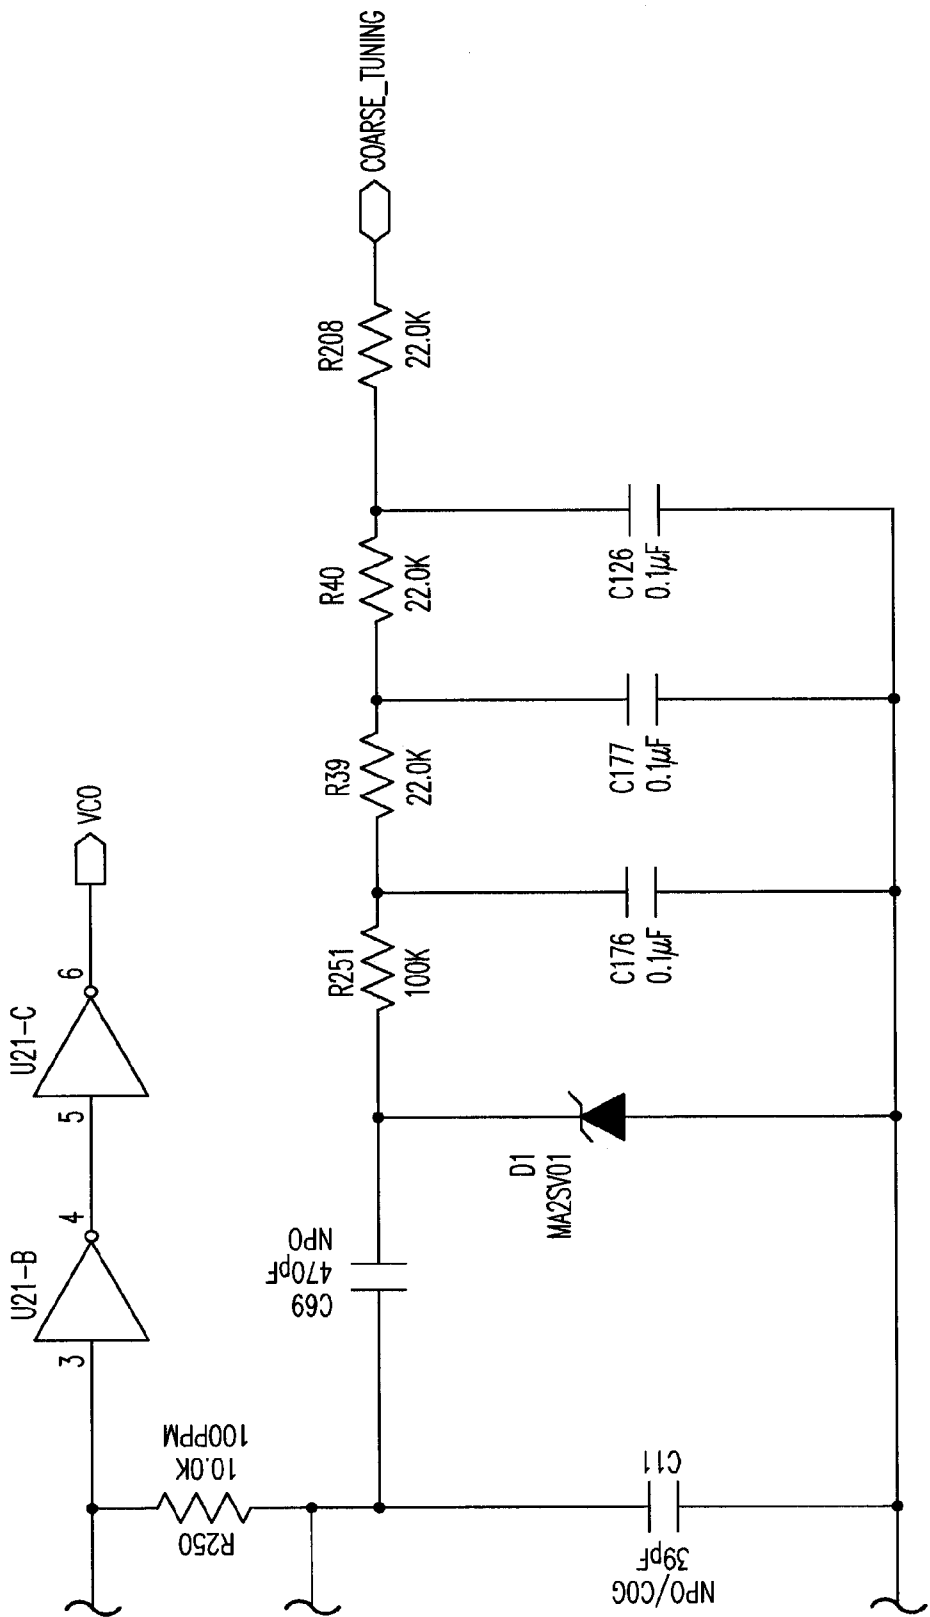 U21-B
3
4
U21-C
5
6
VCO
R250
10.0K
100PPM
C69
470pF
NPO
R251
100K
R39
22.0K
R40
22.0K
R208
22.0K
COARSE_TUNING
C11
39pF
NPO/COG
D1
MA2SV01
C176
0.1µF
C177
0.1µF
C126
0.1µF